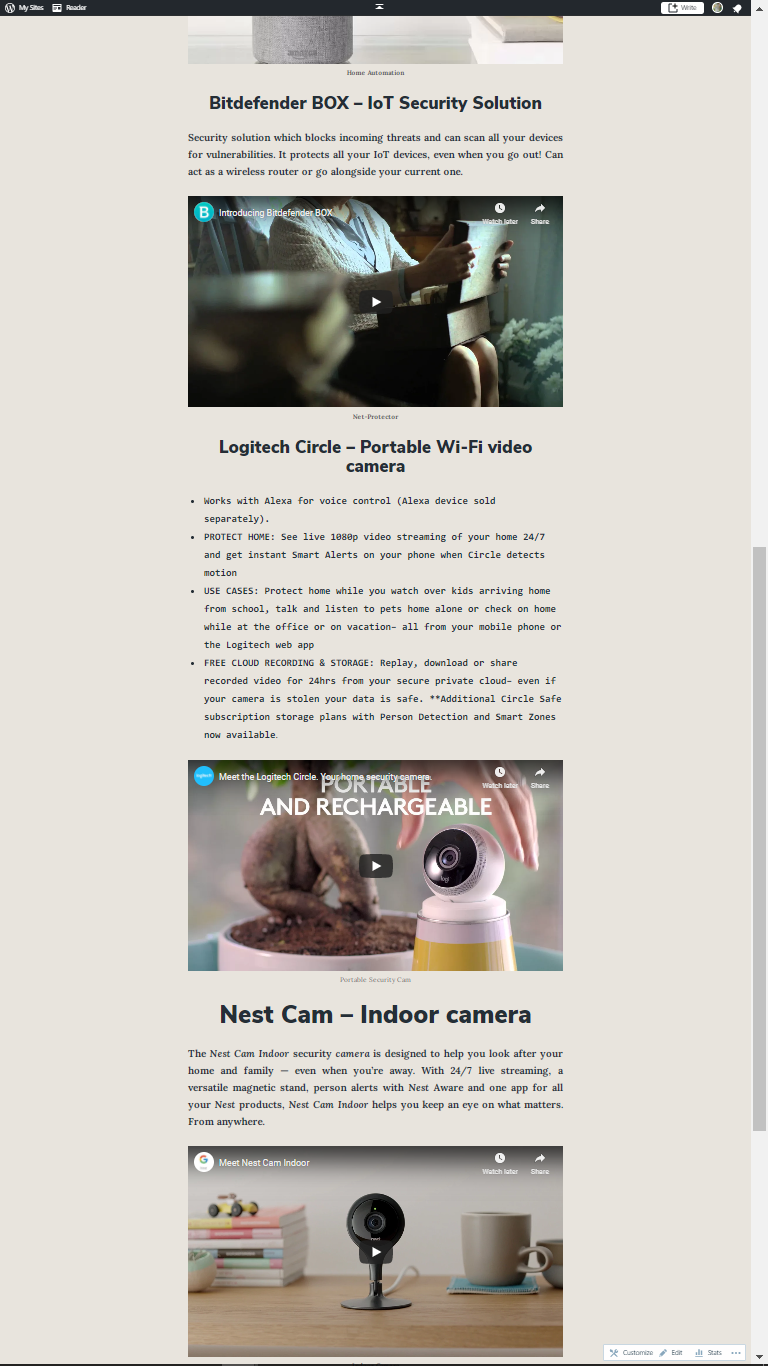 My Sites
Reader
Write
amazon
Home Automation
Bitdefender BOX – IoT Security Solution
Security solution which blocks incoming threats and can scan all your devices
for vulnerabilities. It protects all your IoT devices, even when you go out! Can
act as a wireless router or go alongside your current one.
B
Introducing Bitdefender BOX
Watch later
Share
Net-Protector
Logitech Circle – Portable Wi-Fi video
camera
• Works with Alexa for voice control (Alexa device sold
separately).
• PROTECT HOME: See live 1080p video streaming of your home 24/7
and get instant Smart Alerts on your phone when Circle detects
motion
• USE CASES: Protect home while you watch over kids arriving home
from school, talk and listen to pets home alone or check on home
while at the office or on vacation– all from your mobile phone or
the Logitech web app
• FREE CLOUD RECORDING & STORAGE: Replay, download or share
recorded video for 24hrs from your secure private cloud– even if
your camera is stolen your data is safe. **Additional Circle Safe
subscription storage plans with Person Detection and Smart Zones
now available.
logitech
Meet the Logitech Circle. Your home security camera.
Watch later
Share
PORTABLE
AND RECHARGEABLE
logi
Portable Security Cam
Nest Cam – Indoor camera
The Nest Cam Indoor security camera is designed to help you look after your
home and family — even when you're away. With 24/7 live streaming, a
versatile magnetic stand, person alerts with Nest Aware and one app for all
your Nest products, Nest Cam Indoor helps you keep an eye on what matters.
From anywhere.
G
Meet Nest Cam Indoor
Watch later
Share
nest
Customize
Edit
Stats